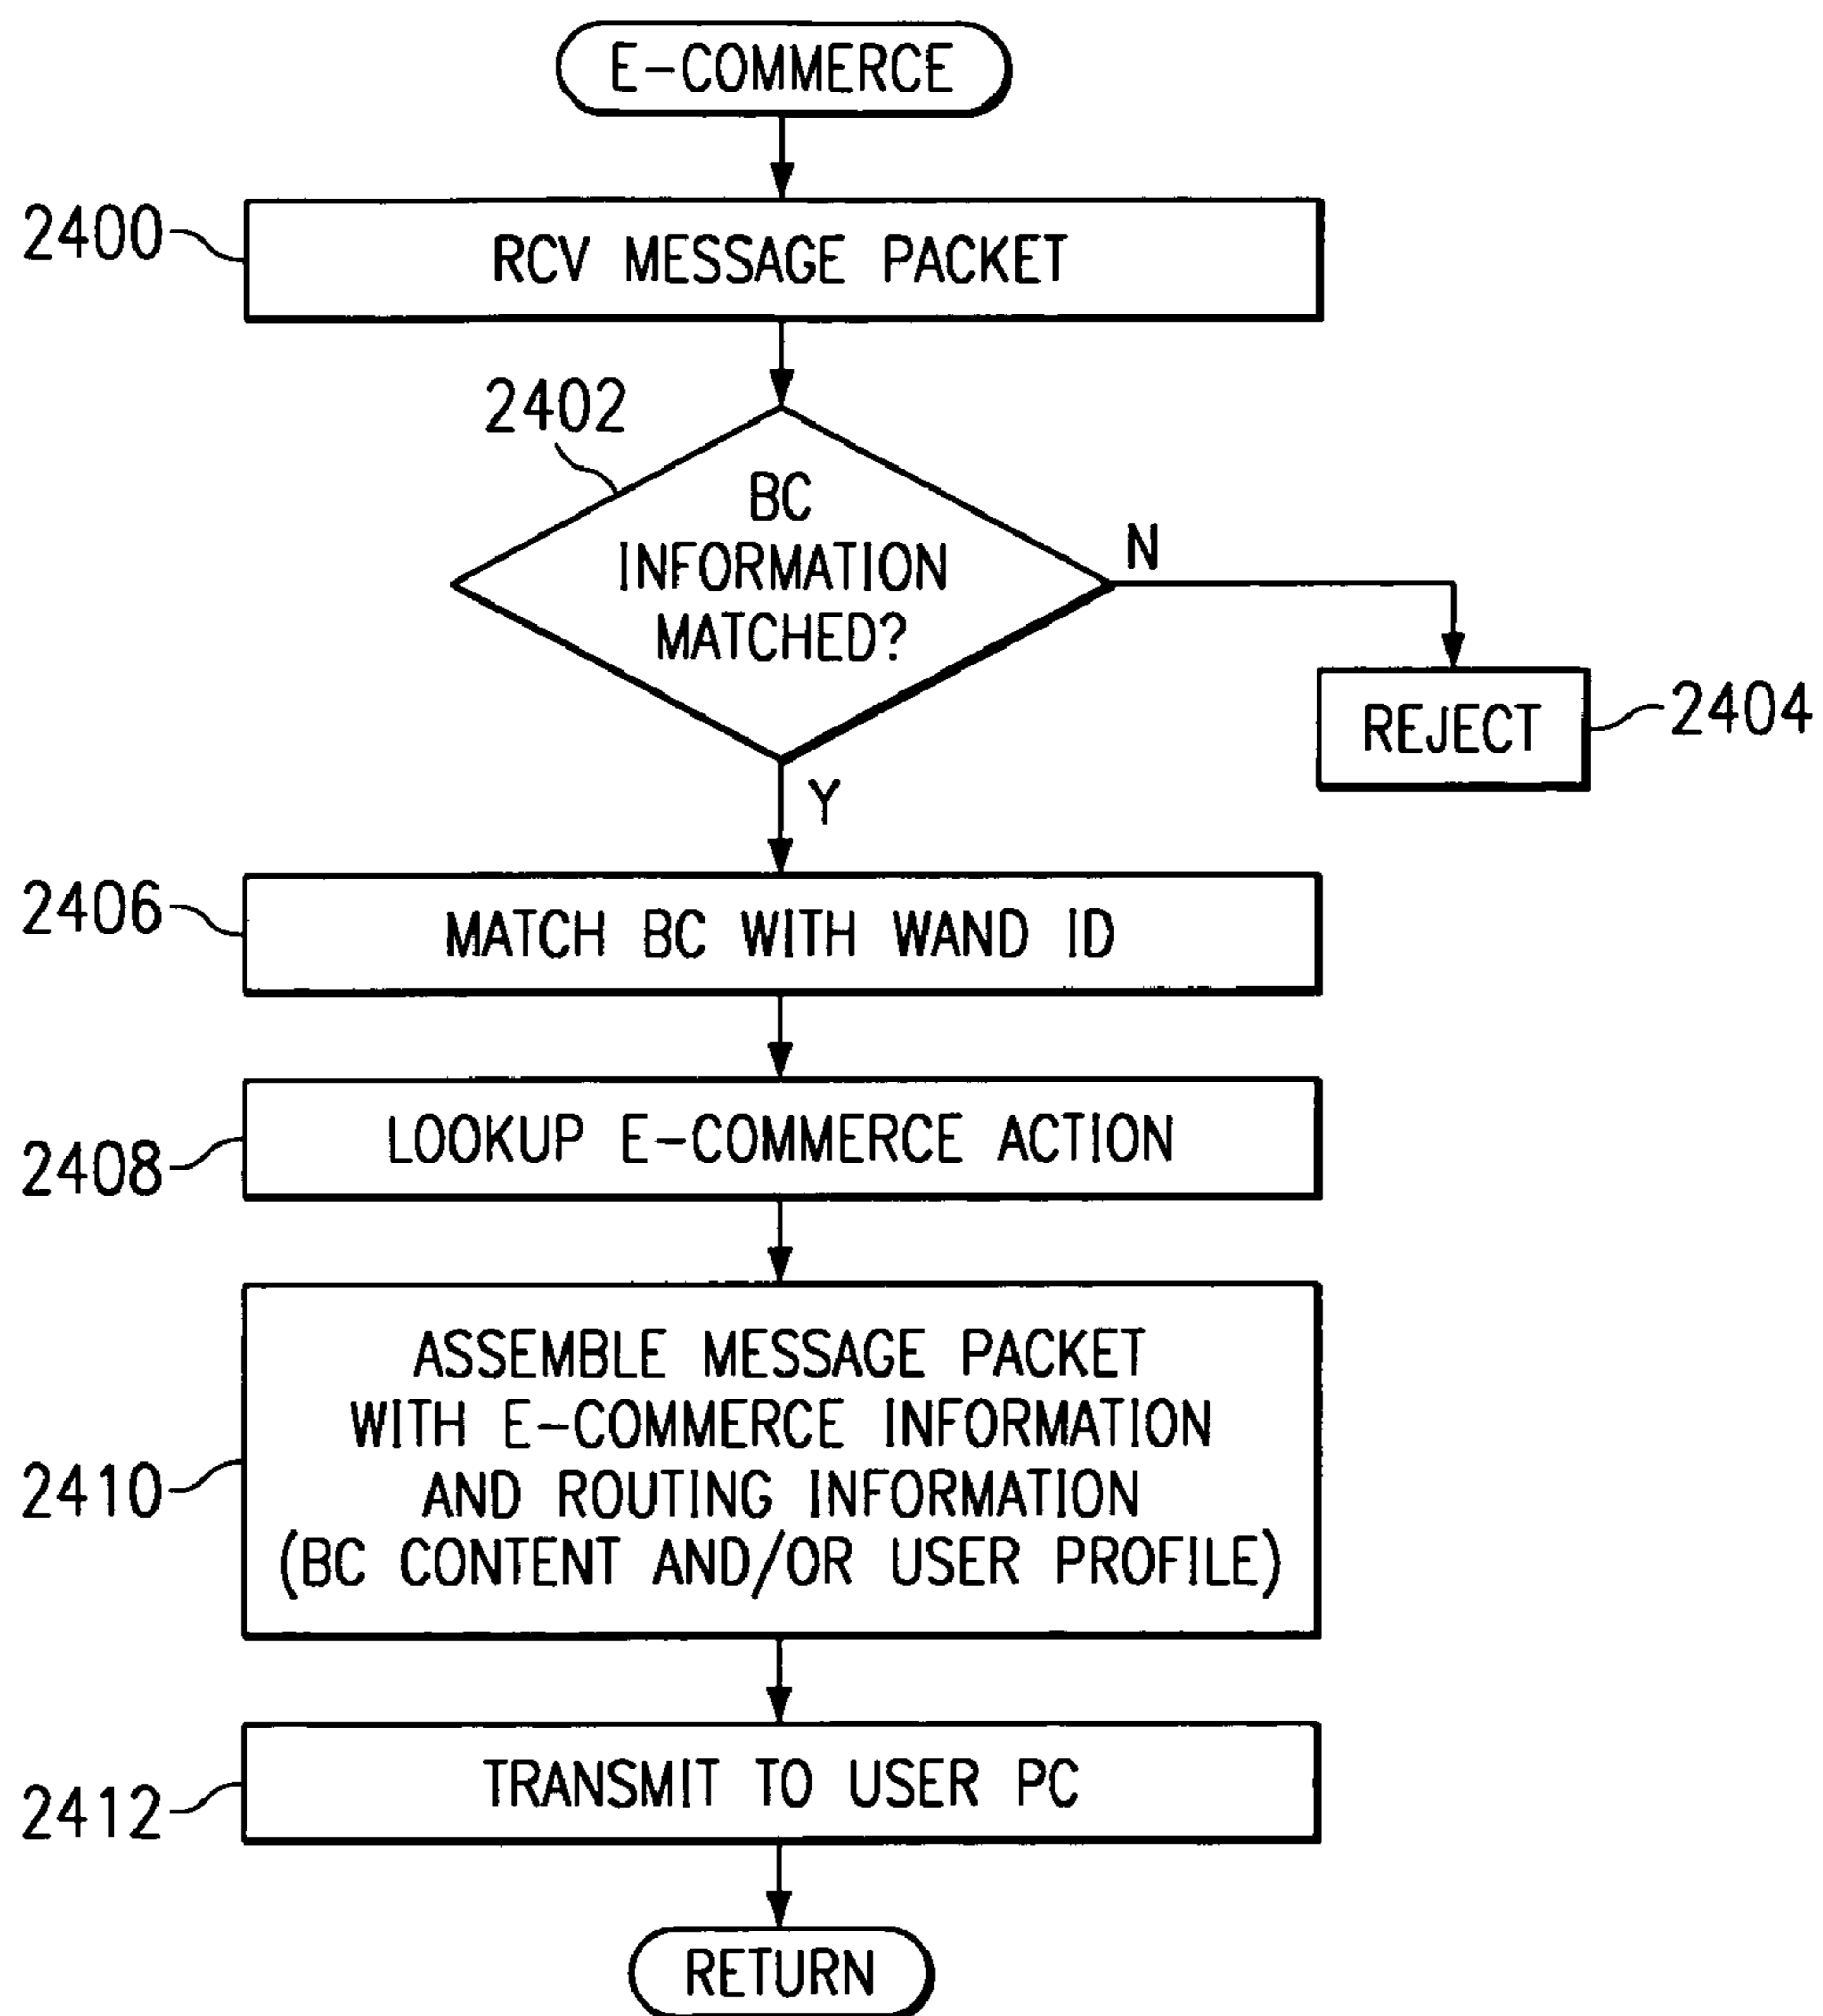 E-COMMERCE
2400
RCV MESSAGE PACKET
2402
BC
INFORMATION
MATCHED?
N
REJECT
2404
Y
2406
MATCH BC WITH WAND ID
2408
LOOKUP E-COMMERCE ACTION
2410
ASSEMBLE MESSAGE PACKET
WITH E-COMMERCE INFORMATION
AND ROUTING INFORMATION
(BC CONTENT AND/OR USER PROFILE)
2412
TRANSMIT TO USER PC
RETURN